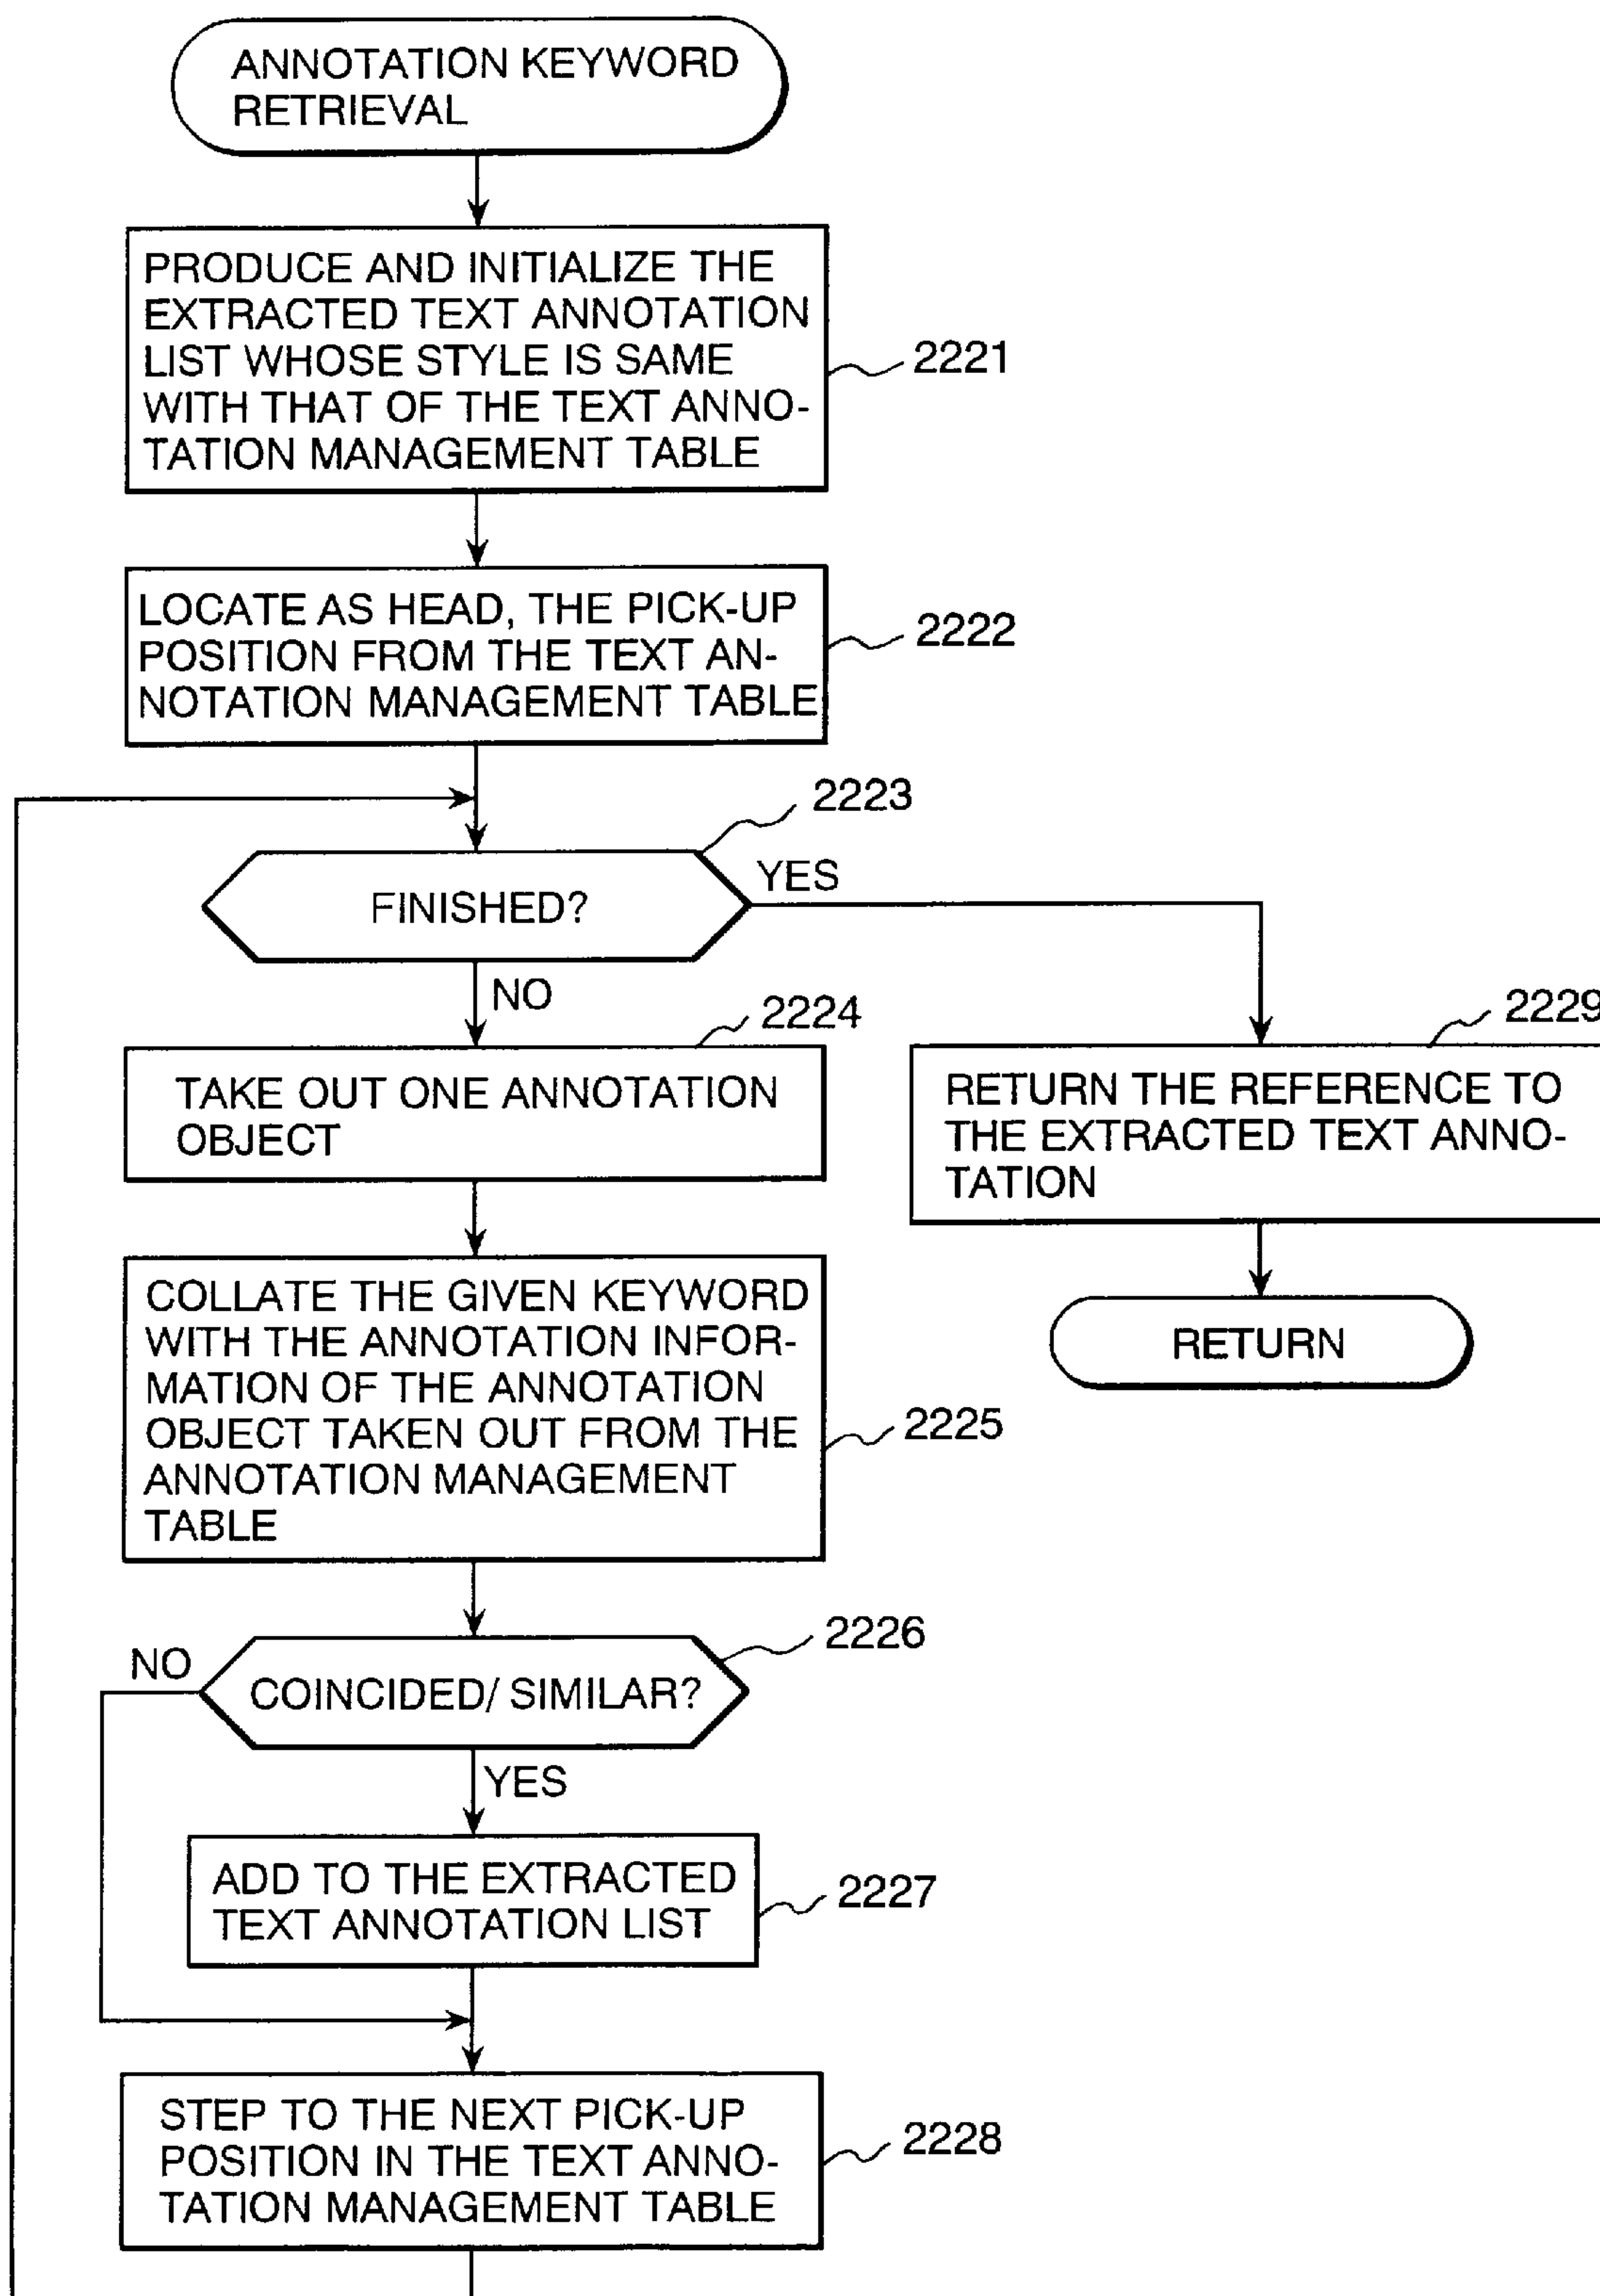 ANNOTATION KEYWORD
RETRIEVAL
PRODUCE AND INITIALIZE THE
EXTRACTED TEXT ANNOTATION
LIST WHOSE STYLE IS SAME
WITH THAT OF THE TEXT ANNO-
TATION MANAGEMENT TABLE
2221
LOCATE AS HEAD, THE PICK-UP
POSITION FROM THE TEXT AN-
NOTATION MANAGEMENT TABLE
2222
2223
FINISHED?
YES
NO
2224
TAKE OUT ONE ANNOTATION
OBJECT
2229
RETURN THE REFERENCE TO
THE EXTRACTED TEXT ANNO-
TATION
RETURN
COLLATE THE GIVEN KEYWORD
WITH THE ANNOTATION INFOR-
MATION OF THE ANNOTATION
OBJECT TAKEN OUT FROM THE
ANNOTATION MANAGEMENT
TABLE
2225
2226
NO
COINCIDED/ SIMILAR?
YES
ADD TO THE EXTRACTED
TEXT ANNOTATION LIST
2227
STEP TO THE NEXT PICK-UP
POSITION IN THE TEXT ANNO-
TATION MANAGEMENT TABLE
2228